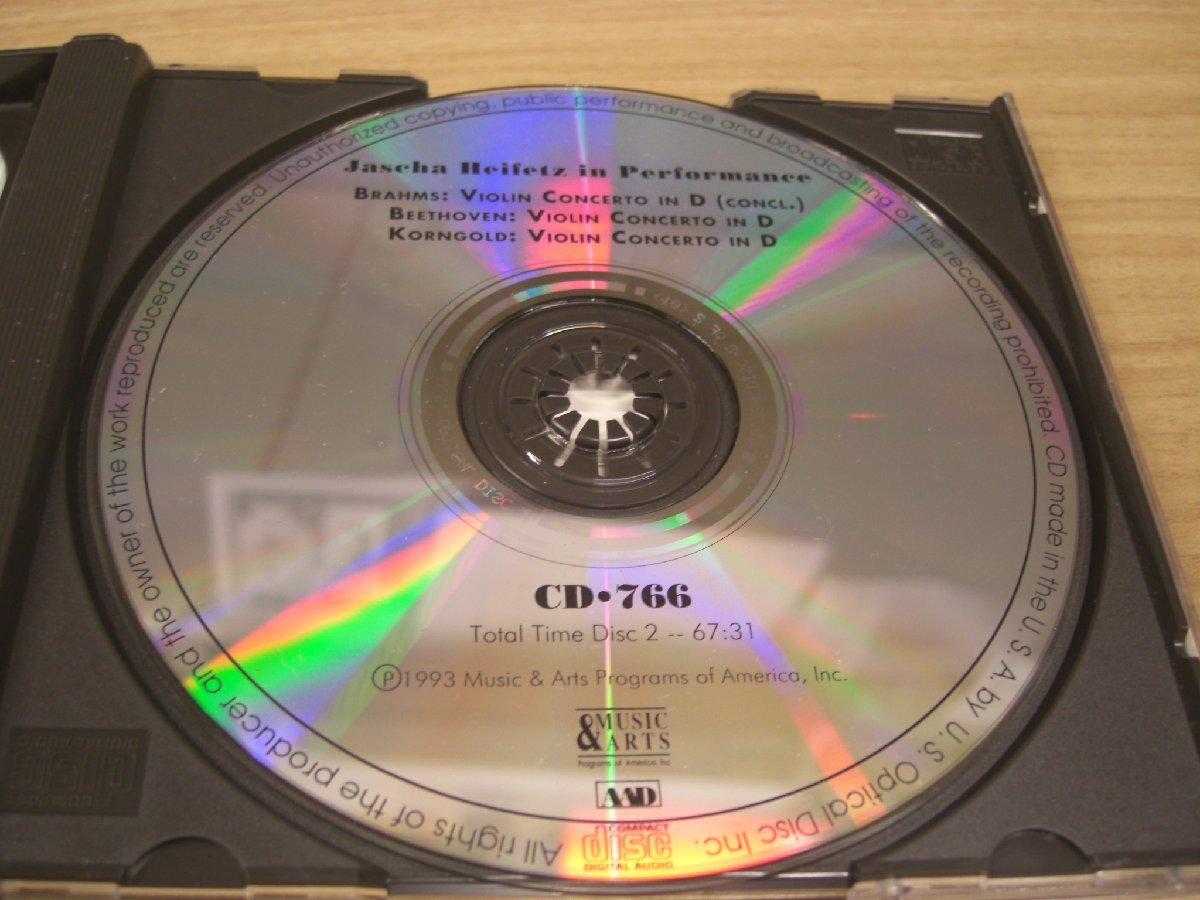 Jascha Heifetz in Performance
BRAHMS: VIOLIN CONCERTO IN D (CONCL.)
BEETHOVEN: VIOLIN CONCERTO IN D
KORNGOLD: VIOLIN CONCERTO IN D
CD•766
Total Time Disc 2 -- 67:31
Ⓟ1993 Music & Arts Programs of America, Inc.
MUSIC
& ARTS
Programs of America, Inc
AAD
COMPACT
disc
DIGITAL AUDIO
All rights of the producer and the owner of the work reproduced are reserved. Unauthorized copying, public performance and broadcasting of the recording prohibited. CD made in the U.S.A. by U.S. Optical Disc Inc.